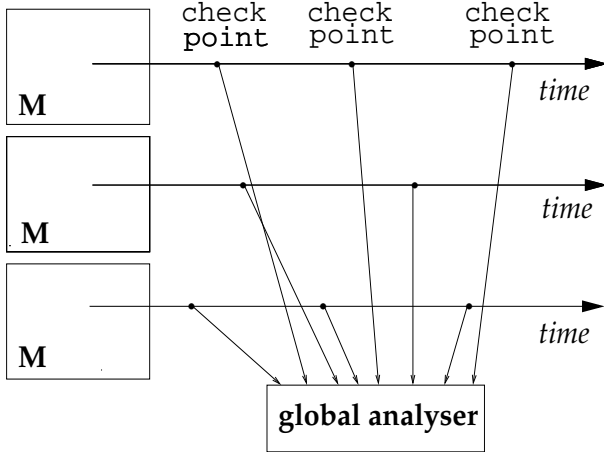 check check check
point point point
M
time
M
time
M
time
global analyser